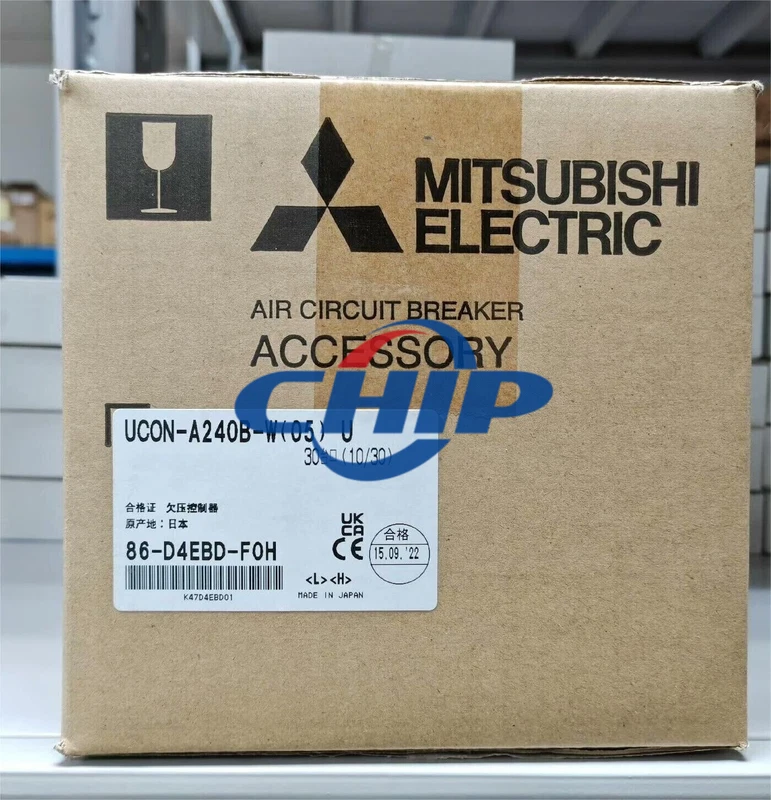 MITSUBISHI
ELECTRIC
AIR CIRCUIT BREAKER
ACCESSORY
CHIP
UCON-A240B-W(05) U
(10/30)
合格证 欠压控制器
原产地:日本
86-D4EBD-F0H
K47D4EBD01
UK
CA
CE
<L><H>
MADE IN JAPAN
合格
15.09.'22